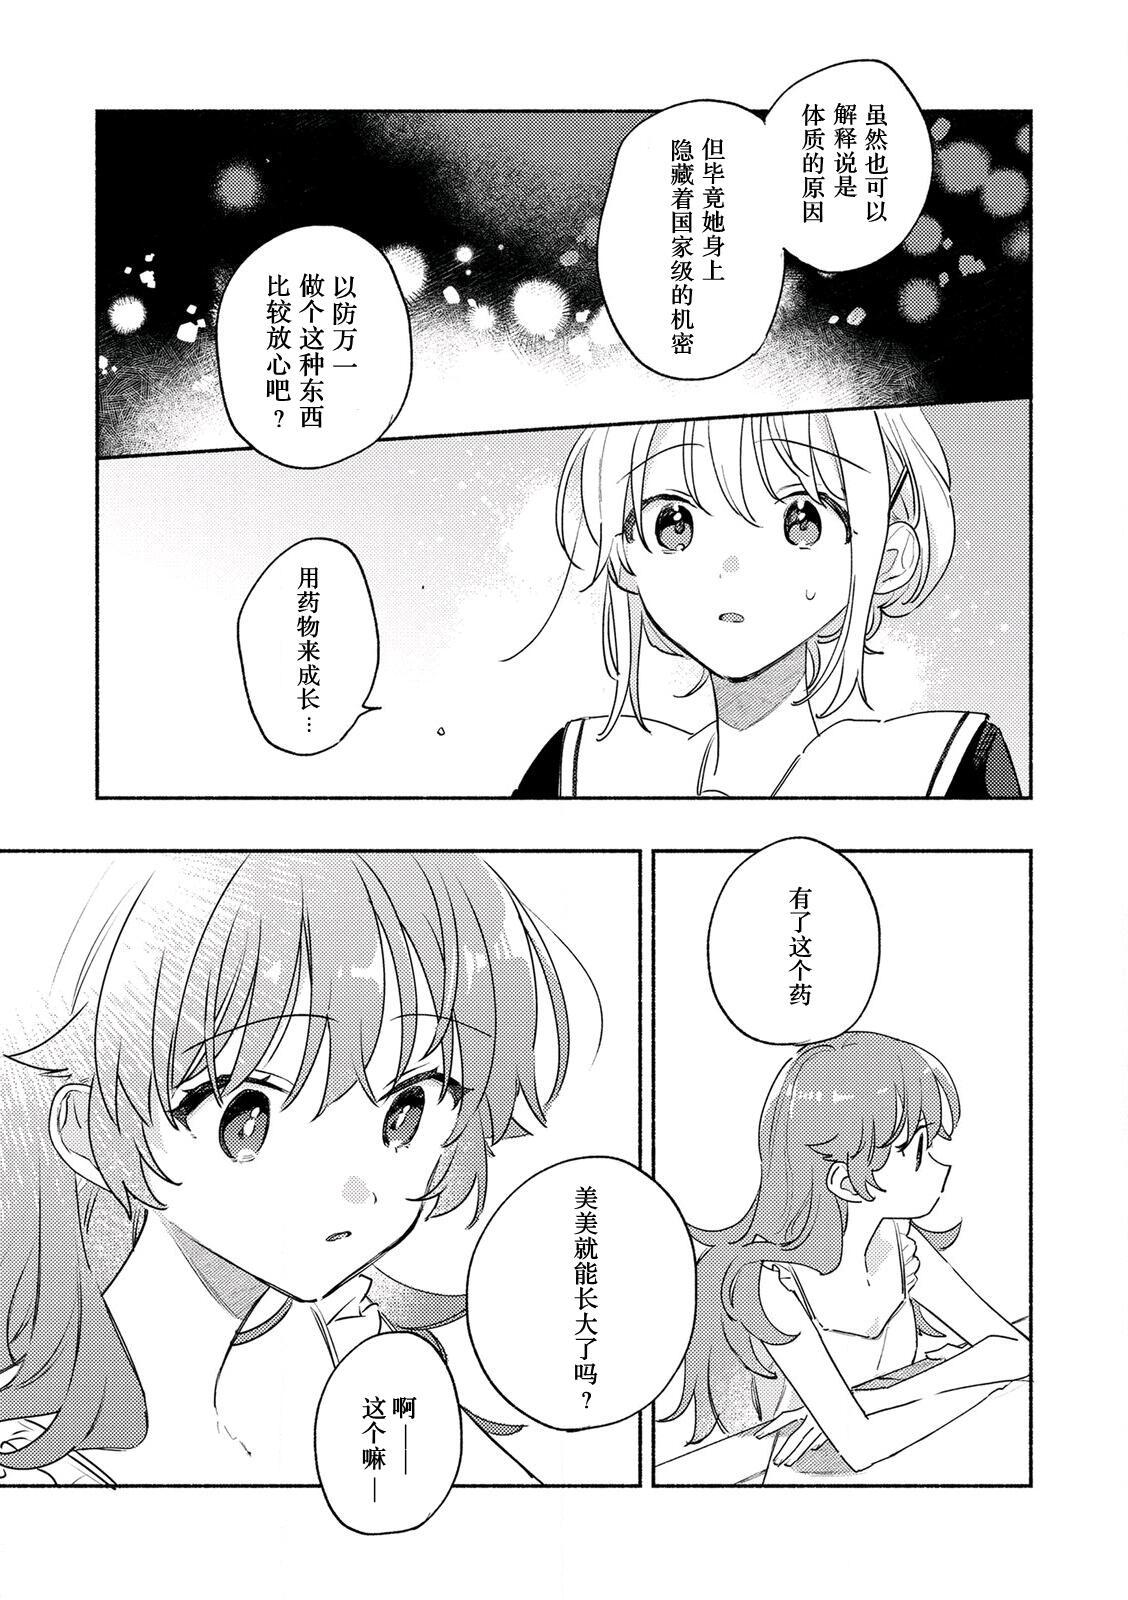 虽然也可以
解释说是
体质的原因
但毕竟她身上
隐藏着国家级的机密
以防万一
做个这种东西
比较放心吧？
用药物来成长…
有了这个药
美美就能长大了吗？
啊——
这个嘛—